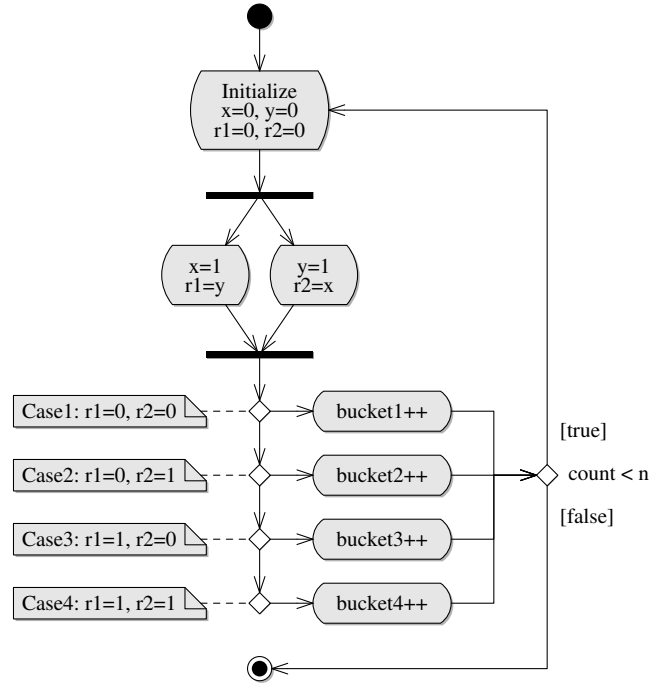 Initialize
x=0, y=0
r1=0, r2=0
x=1
r1=y
y=1
r2=x
Case1: r1=0, r2=0
bucket1++
[true]
Case2: r1=0, r2=1
bucket2++
count < n
[false]
Case3: r1=1, r2=0
bucket3++
Case4: r1=1, r2=1
bucket4++